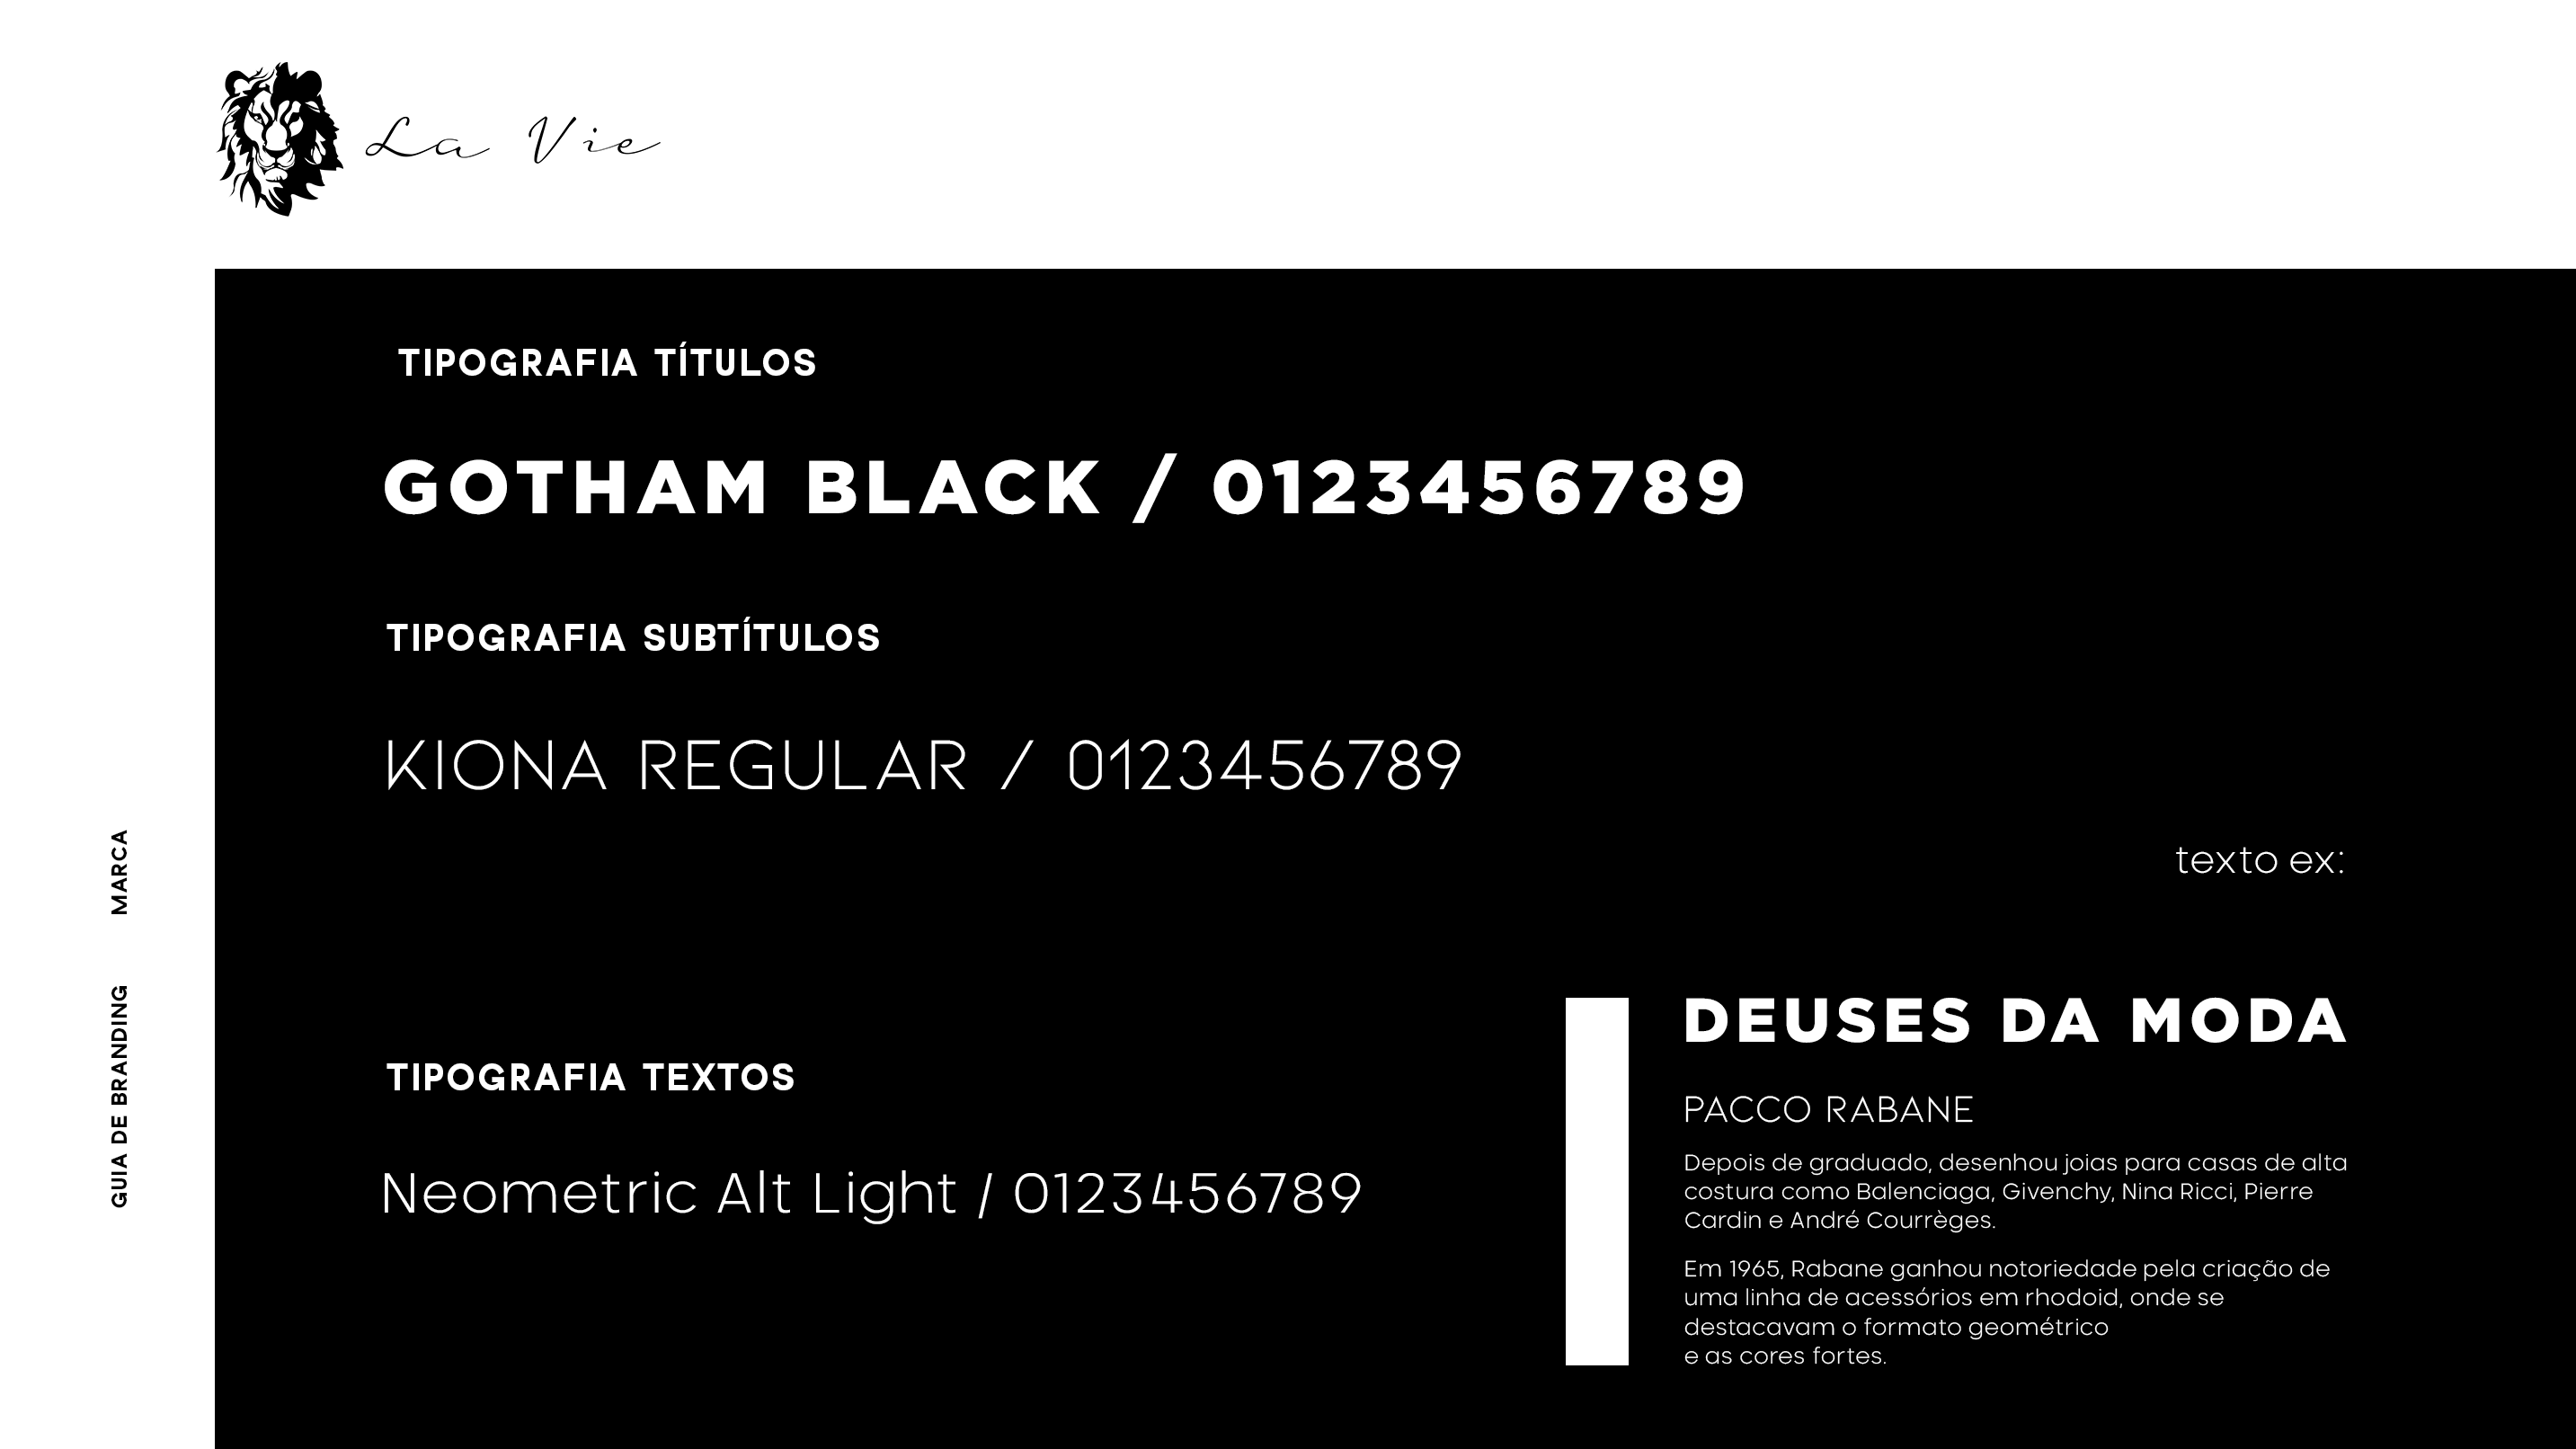 La Vie
TIPOGRAFIA TÍTULOS
GOTHAM BLACK / 0123456789
TIPOGRAFIA SUBTÍTULOS
KIONA REGULAR / 0123456789
TIPOGRAFIA TEXTOS
Neometric Alt Light / 0123456789
texto ex:
DEUSES DA MODA
PACCO RABANE
Depois de graduado, desenhou joias para casas de alta
costura como Balenciaga, Givenchy, Nina Ricci, Pierre
Cardin e André Courrèges.
Em 1965, Rabane ganhou notoriedade pela criação de
uma linha de acessórios em rhodoid, onde se
destacavam o formato geométrico
e as cores fortes.
GUIA DE BRANDING MARCA